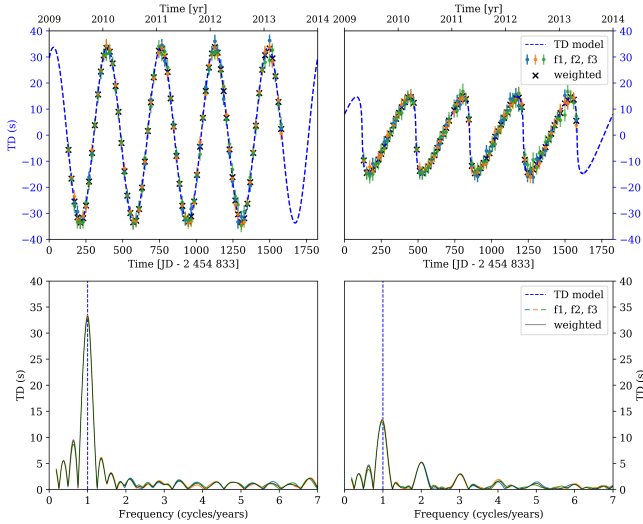 Time [yr] Time [yr]
2009 2010 2011 2012 2013 2014 2009 2010 2011 2012 2013 2014
40 40
30 30
20 20
10 10
0 0
−10 −10
−20 −20
−30 −30
−40 −40
TD (s) TD (s)
TD model
f1, f2, f3
weighted
0 250 500 750 1000 1250 1500 1750 0 250 500 750 1000 1250 1500 1750
Time [JD - 2 454 833] Time [JD - 2 454 833]
40 40
35 35
30 30
25 25
20 20
15 15
10 10
5 5
0 0
TD (s) TD (s)
TD model
f1, f2, f3
weighted
0 1 2 3 4 5 6 7 0 1 2 3 4 5 6 7
Frequency (cycles/years) Frequency (cycles/years)